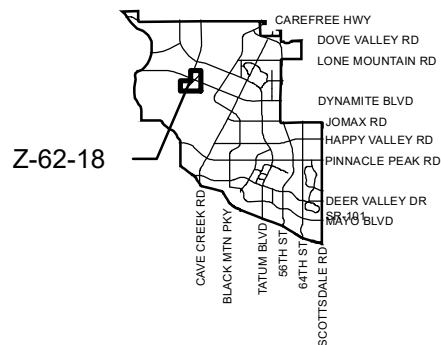 CAREFREE HWY
DOVE VALLEY RD
LONE MOUNTAIN RD
DYNAMITE BLVD
JOMAX RD
HAPPY VALLEY RD
Z-62-18
PINNACLE PEAK RD
DEER VALLEY DR
SR-101
MAYO BLVD
CAVE CREEK RD
BLACK MTN PKY
TATUM BLVD
56TH ST
64TH ST
SCOTTSDALE RD